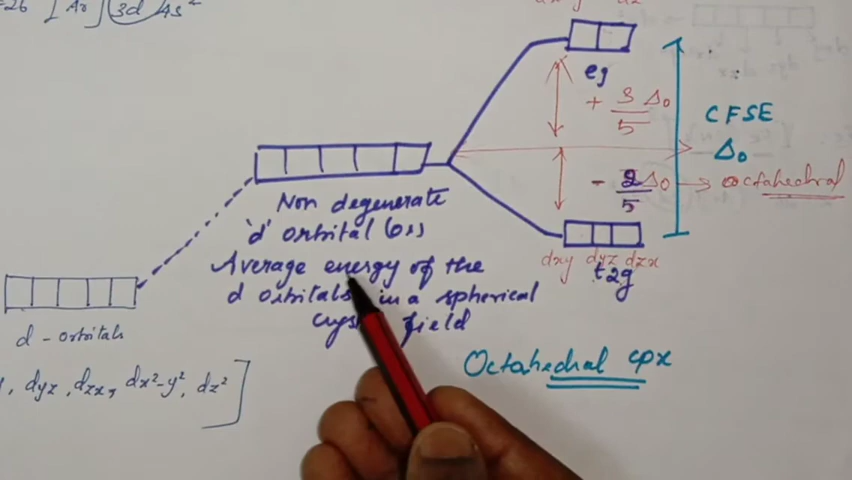 =26 [Ar] 3d 4s²
eg
+ 3/5 Δo
CFSE
Δo
- 2/5 Δo → octahedral
Non degenerate
'd' orbital (or)
Average energy of the
d orbitals in a spherical
field
dxy dyz dzx
t2g
d-orbitals
, dyz, dzx, dx²-y², dz²]
Octahedral cpx